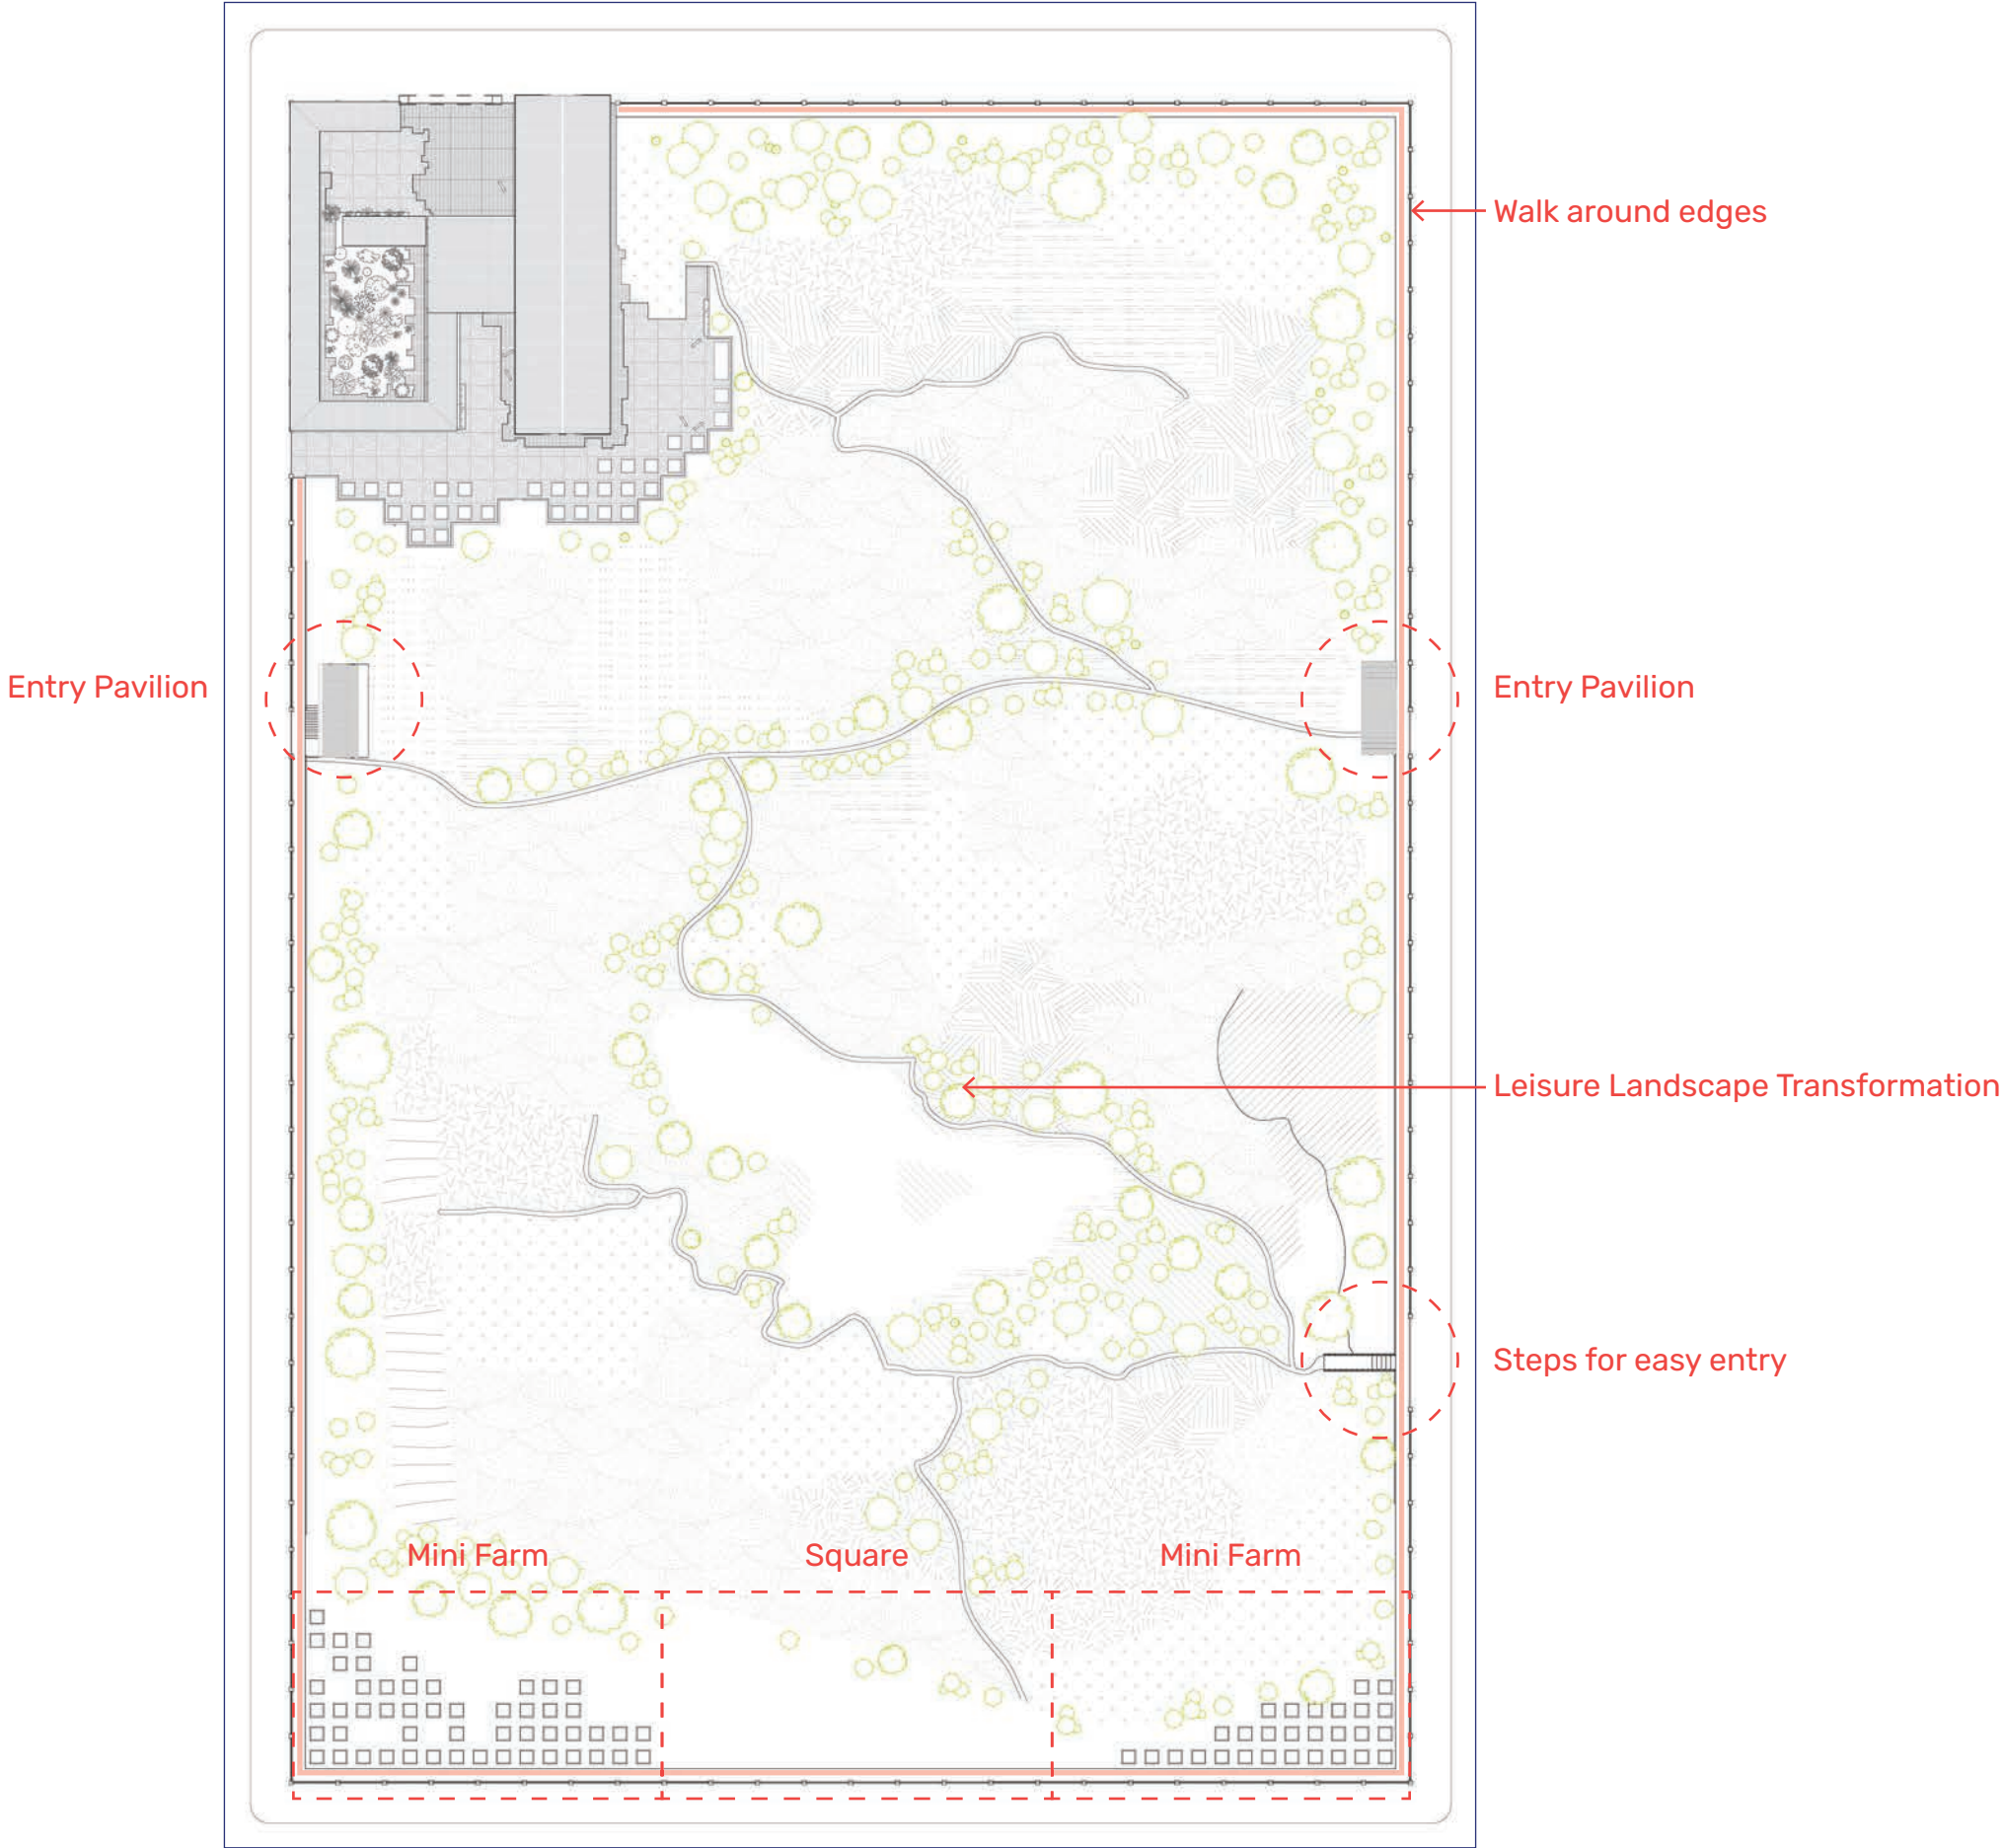 Walk around edges
Entry Pavilion
Entry Pavilion
Leisure Landscape Transformation
Steps for easy entry
Mini Farm
Square
Mini Farm